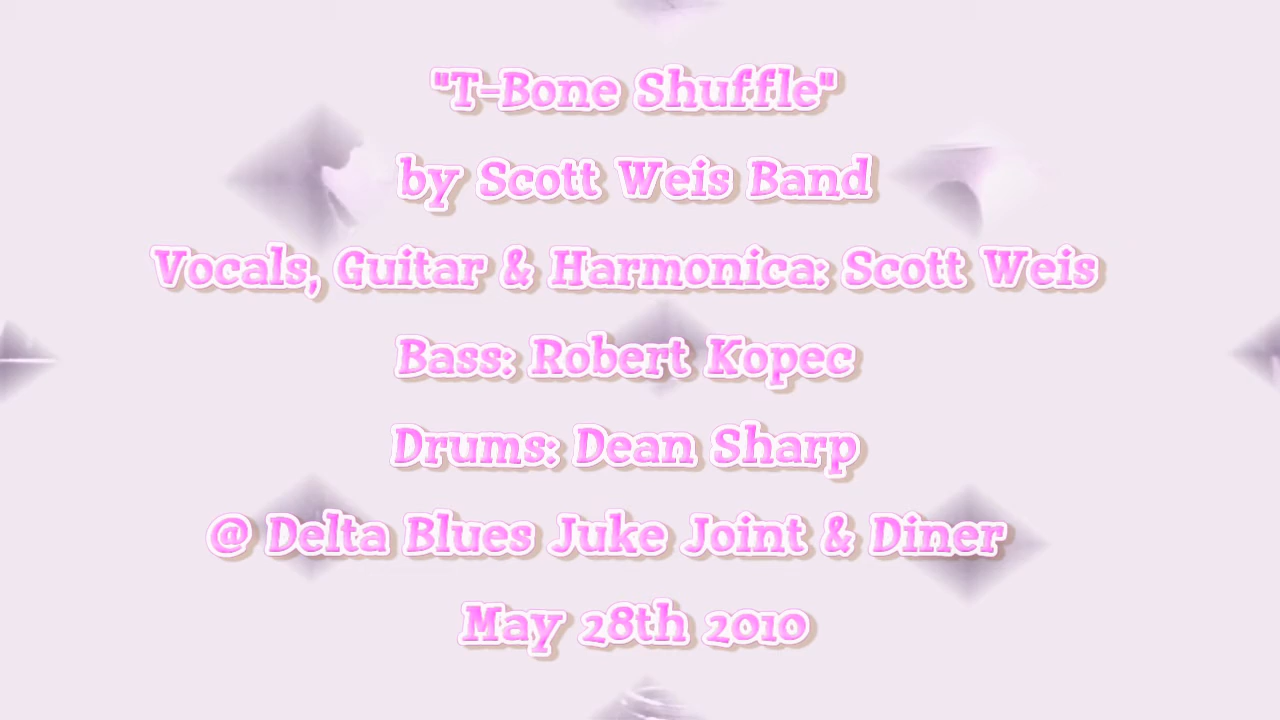 "T-Bone Shuffle"
by Scott Weis Band
Vocals, Guitar & Harmonica: Scott Weis
Bass: Robert Kopec
Drums: Dean Sharp
@ Delta Blues Juke Joint & Diner
May 28th 2010